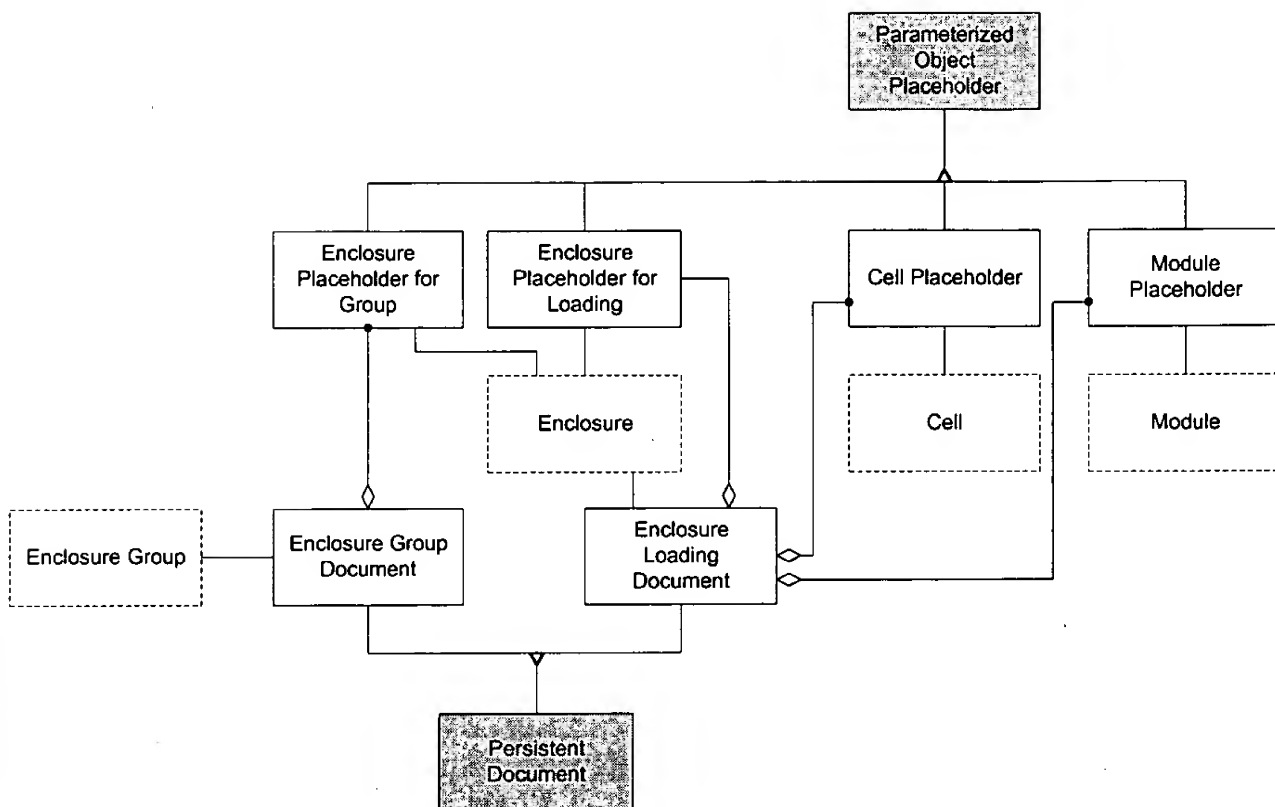 Parameterized
Object
Placeholder
Enclosure
Placeholder for
Group
Enclosure
Placeholder for
Loading
Cell Placeholder
Module
Placeholder
Enclosure
Cell
Module
Enclosure Group
Enclosure Group
Document
Enclosure
Loading
Document
Persistent
Document